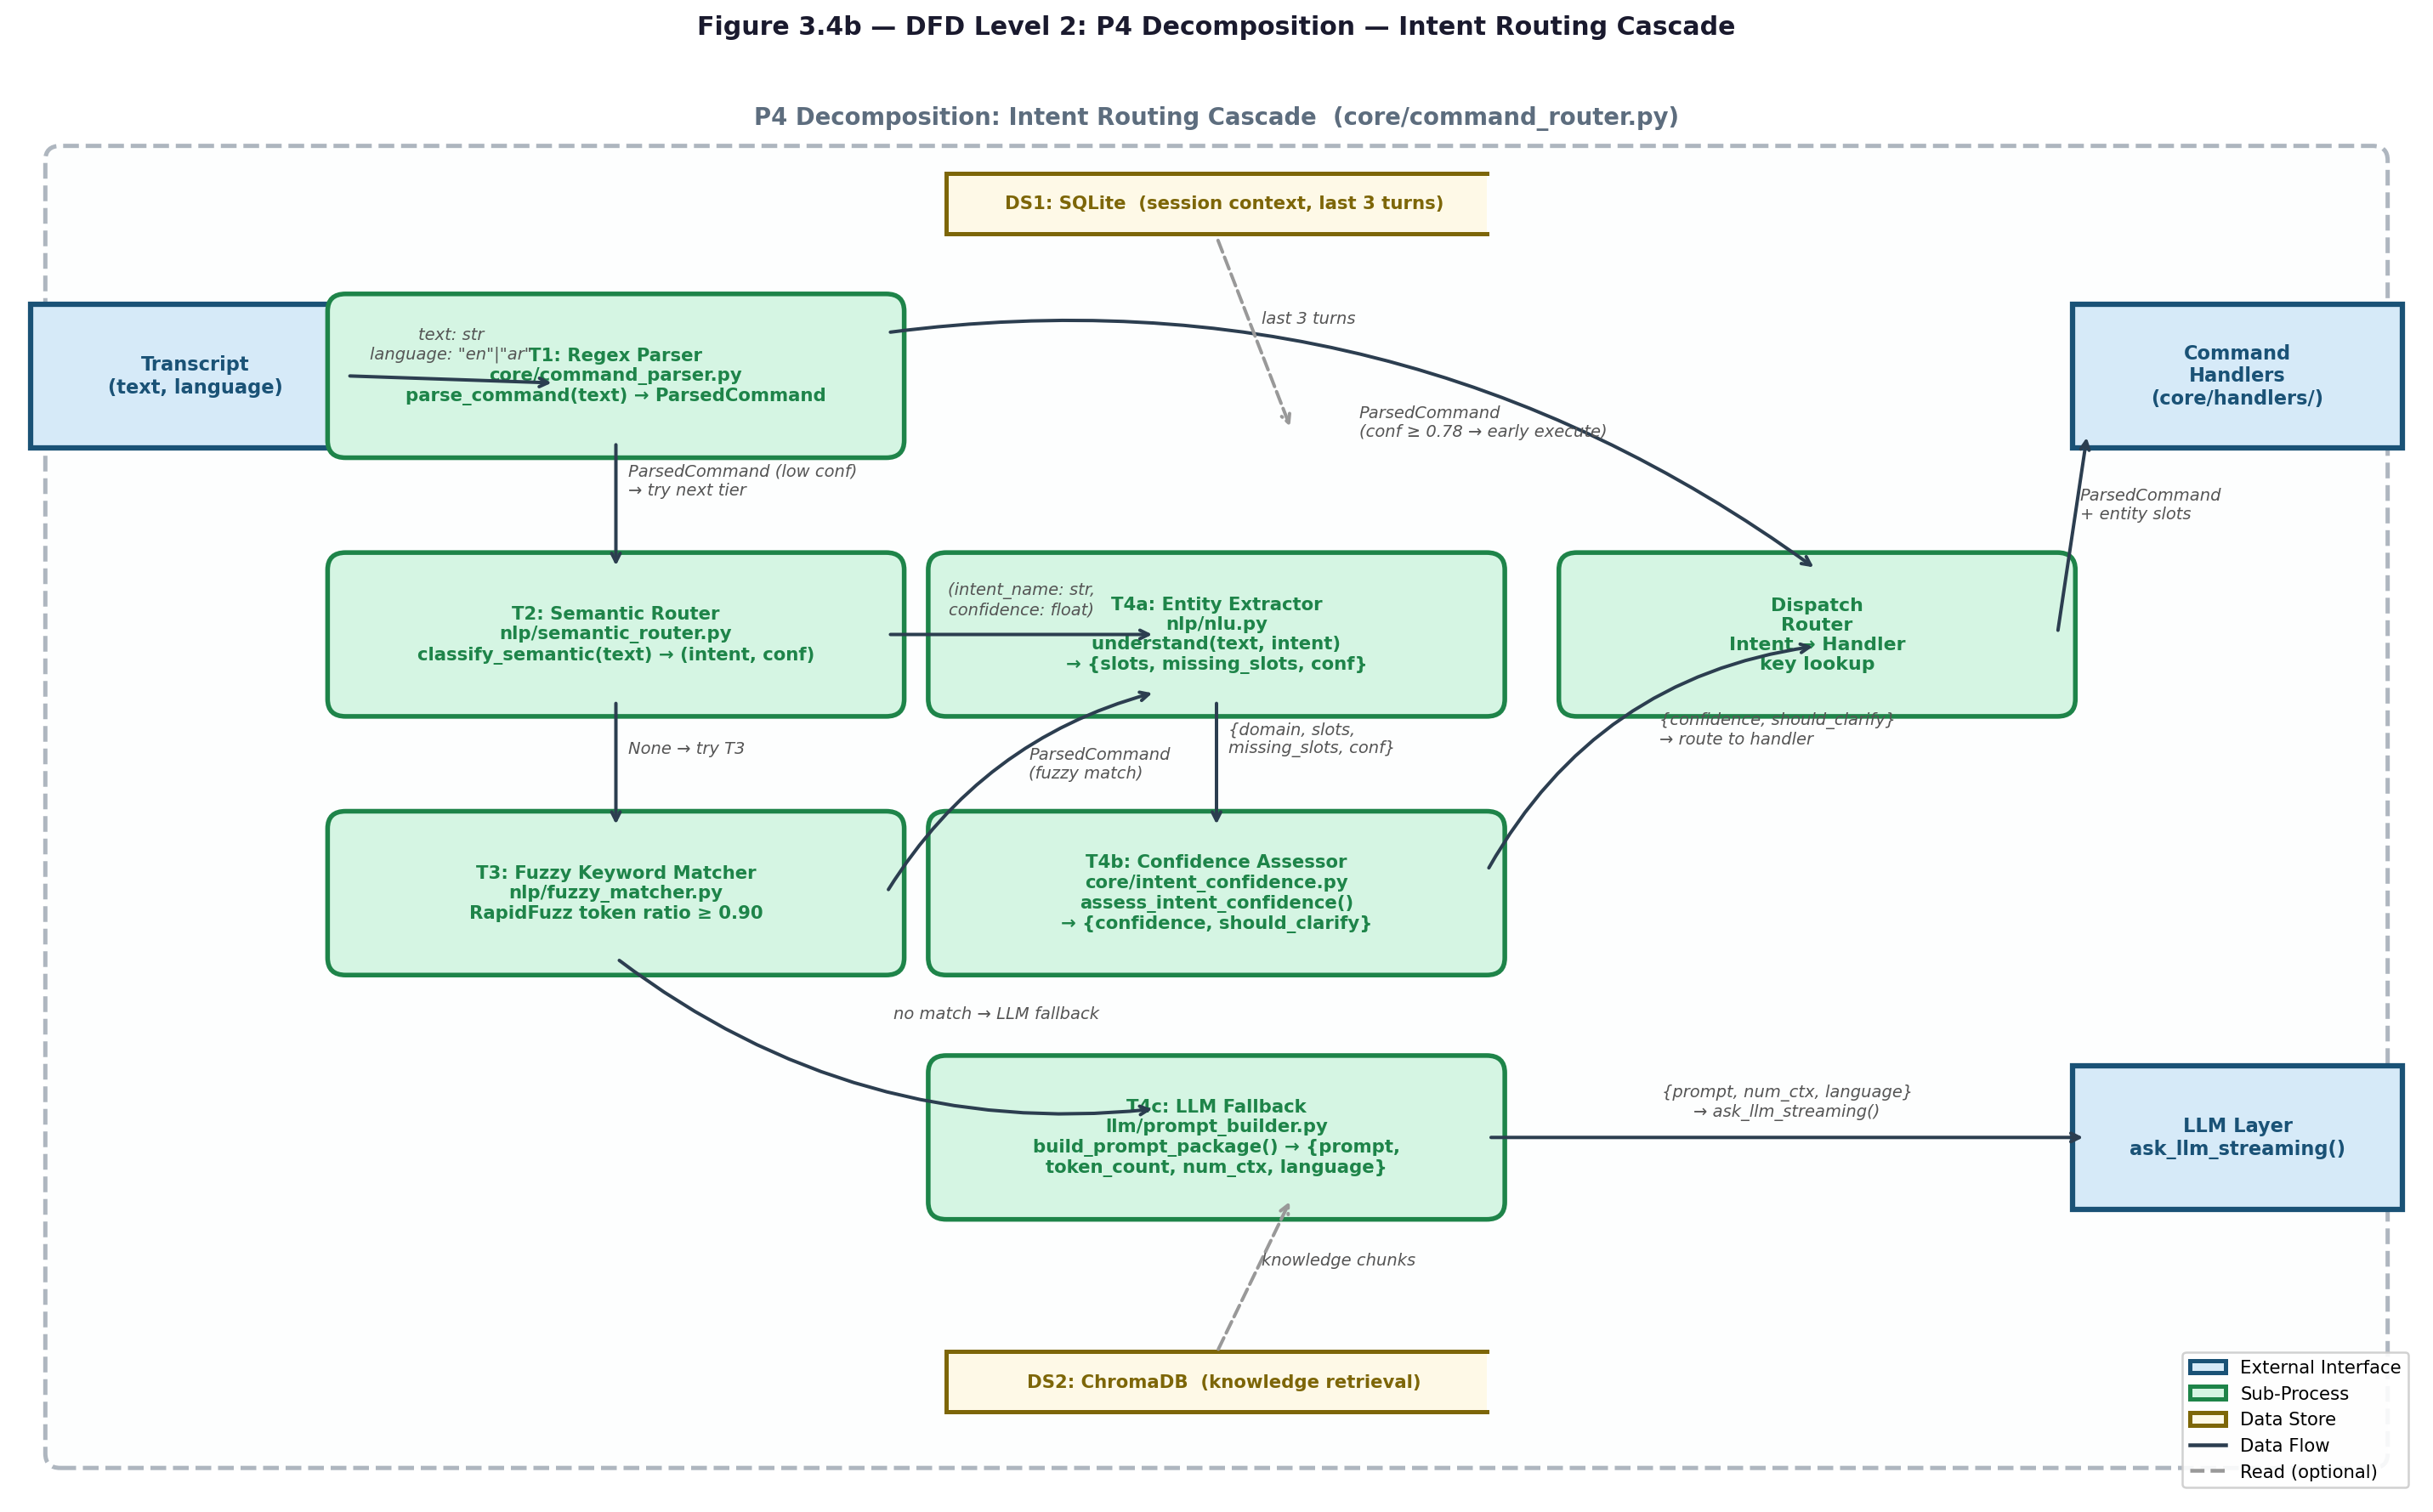 Figure 3.4b — DFD Level 2: P4 Decomposition — Intent Routing Cascade
P4 Decomposition: Intent Routing Cascade  (core/command_router.py)
DS1: SQLite  (session context, last 3 turns)
last 3 turns
Transcript
(text, language)
text: str
language: "en"|"ar"
T1: Regex Parser
core/command_parser.py
parse_command(text) → ParsedCommand
Command
Handlers
(core/handlers/)
ParsedCommand
(conf ≥ 0.78 → early execute)
ParsedCommand (low conf)
→ try next tier
ParsedCommand
+ entity slots
T2: Semantic Router
nlp/semantic_router.py
classify_semantic(text) → (intent, conf)
(intent_name: str,
confidence: float)
T4a: Entity Extractor
nlp/nlu.py
understand(text, intent)
→ {slots, missing_slots, conf}
Dispatch
Router
Intent → Handler
key lookup
None → try T3
ParsedCommand
(fuzzy match)
{domain, slots,
missing_slots, conf}
{confidence, should_clarify}
→ route to handler
T3: Fuzzy Keyword Matcher
nlp/fuzzy_matcher.py
RapidFuzz token ratio ≥ 0.90
T4b: Confidence Assessor
core/intent_confidence.py
assess_intent_confidence()
→ {confidence, should_clarify}
no match → LLM fallback
T4c: LLM Fallback
llm/prompt_builder.py
build_prompt_package() → {prompt,
token_count, num_ctx, language}
{prompt, num_ctx, language}
→ ask_llm_streaming()
LLM Layer
ask_llm_streaming()
knowledge chunks
DS2: ChromaDB  (knowledge retrieval)
External Interface
Sub-Process
Data Store
Data Flow
Read (optional)